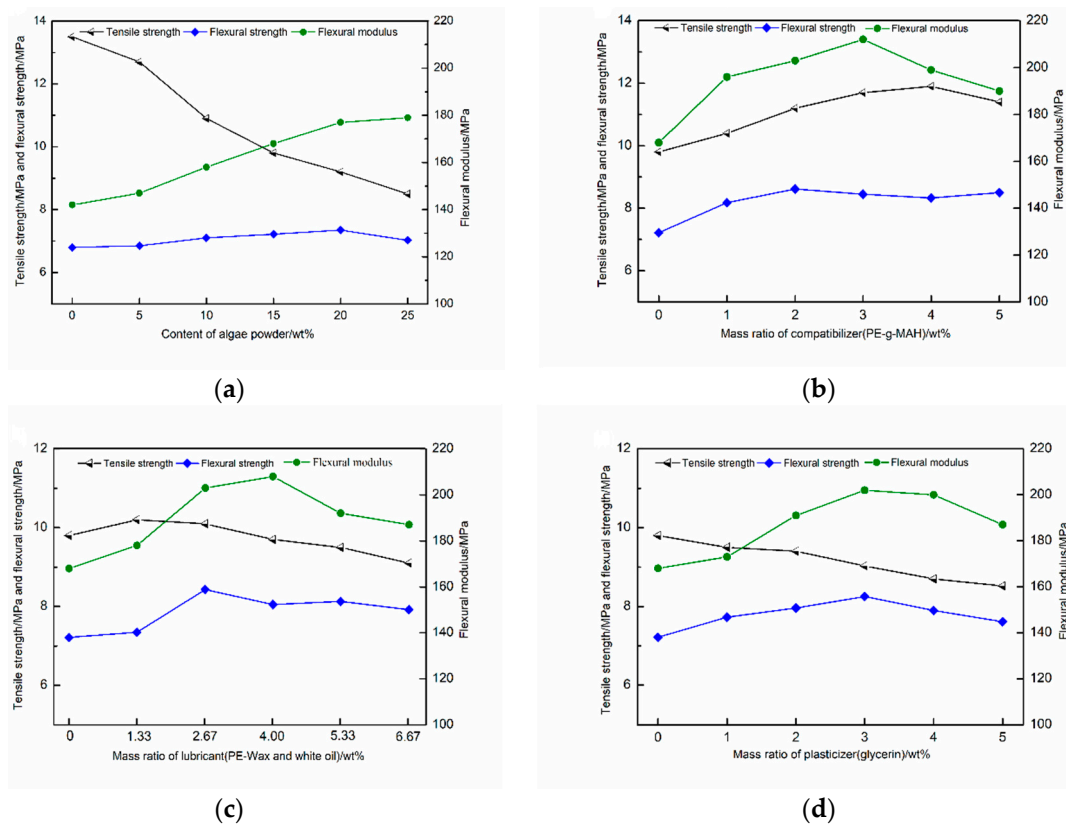 Tensile strength Flexural strength Flexural modulus
Tensile strength/MPa and flexural strength/MPa
14
12
10
8
6
220
200
180
160
140
120
100
Flexural modulus/MPa
0 5 10 15 20 25
Content of algae powder/wt%
(a)
Tensile strength Flexural strength Flexural modulus
Tensile strength/MPa and flexural strength/MPa
14
12
10
8
6
220
200
180
160
140
120
100
Flexural modulus/MPa
0 1 2 3 4 5
Mass ratio of compatibilizer(PE-g-MAH)/wt%
(b)
Tensile strength Flexural strength Flexural modulus
Tensile strength/MPa and flexural strength/MPa
12
10
8
6
220
200
180
160
140
120
100
Flexural modulus/MPa
0 1.33 2.67 4.00 5.33 6.67
Mass ratio of lubricant(PE-Wax and white oil)/wt%
(c)
Tensile strength Flexural strength Flexural modulus
Tensile strength/MPa and flexural strength/MPa
12
10
8
6
220
200
180
160
140
120
100
Flexural modulus/MPa
0 1 2 3 4 5
Mass ratio of plasticizer(glycerin)/wt%
(d)